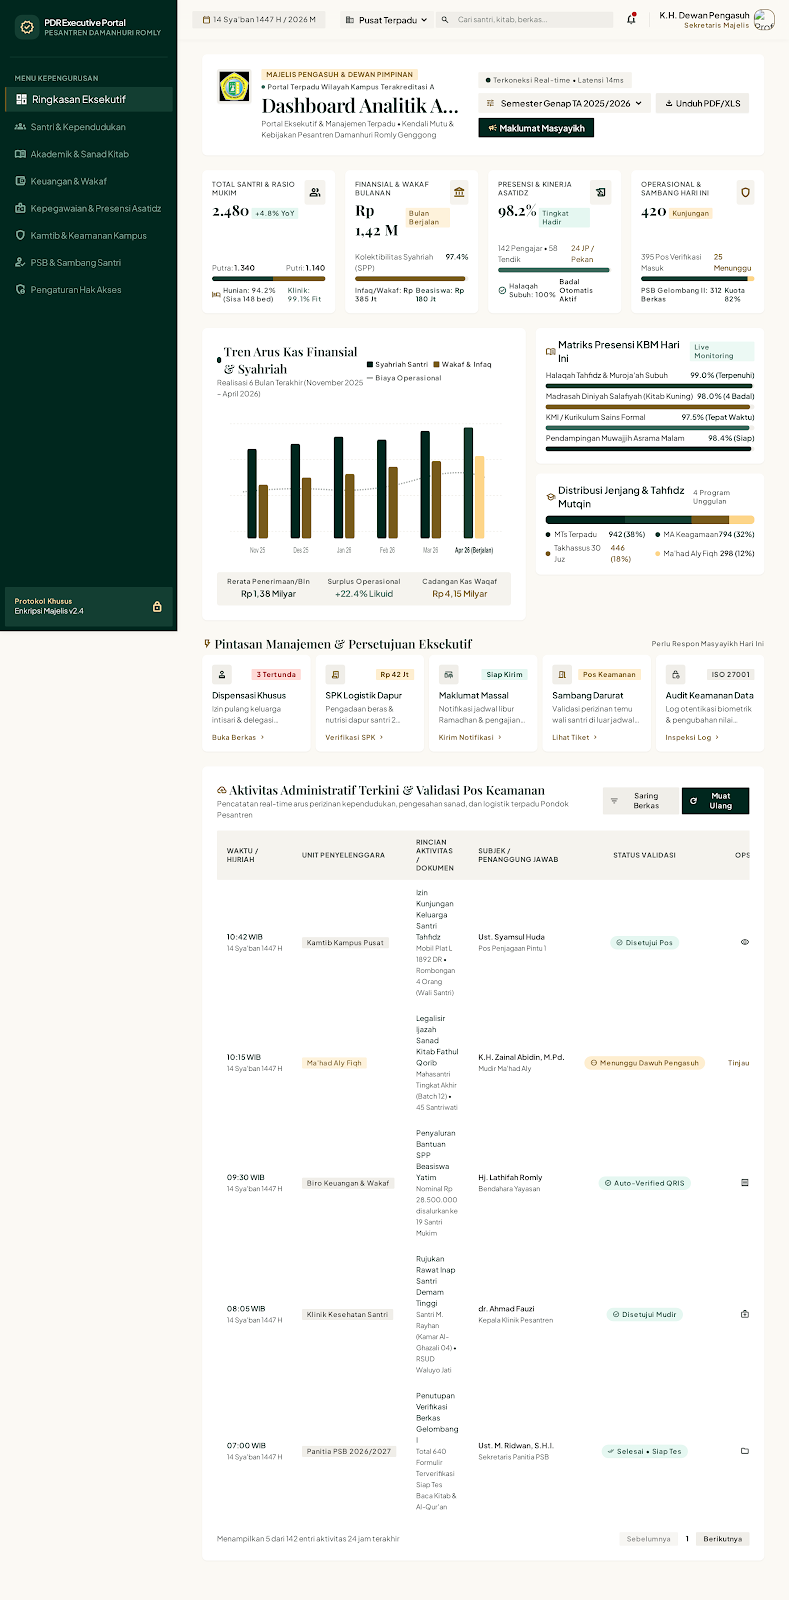 PDR Executive Portal
PESANTREN DAMANHURI ROMLY
MENU KEPENGURUSAN
Ringkasan Eksekutif
Santri & Kependudukan
Akademik & Sanad Kitab
Keuangan & Wakaf
Kepegawaian & Presensi Asatidz
Kamtib & Keamanan Kampus
PSB & Sambang Santri
Pengaturan Hak Akses
Protokol Khusus
Enkripsi Majelis v2.4
14 Sya'ban 1447 H / 2026 M
Pusat Terpadu
Cari santri, kitab, berkas...
K.H. Dewan Pengasuh
Sekretaris Majelis
MAJELIS PENGASUH & DEWAN PIMPINAN
• Portal Terpadu Wilayah Kampus Terakreditasi A
Dashboard Analitik A...
Portal Eksekutif & Manajemen Terpadu • Kendali Mutu &
Kebijakan Pesantren Damanhuri Romly Genggong
Terkoneksi Real-time • Latensi 14ms
Semester Genap TA 2025/2026
Unduh PDF/XLS
Maklumat Masyayikh
TOTAL SANTRI & RASIO
MUKIM
2.480 +4.8% YoY
Putra: 1.340 Putri: 1.140
Hunian: 94.2%
(Sisa 148 bed)
Klinik:
99.1% Fit
FINANSIAL & WAKAF
BULANAN
Rp
1,42 M
Bulan
Berjalan
Kolektibilitas Syahriah
(SPP)
97.4%
Infaq/Wakaf: Rp
385 Jt
Beasiswa: Rp
180 Jt
PRESENSI & KINERJA
ASATIDZ
98.2%
Tingkat
Hadir
142 Pengajar • 58
Tendik
24 JP /
Pekan
Halaqah
Subuh: 100%
Badal
Otomatis
Aktif
OPERASIONAL &
SAMBANG HARI INI
420 Kunjungan
395 Pos Verifikasi
Masuk
25
Menunggu
PSB Gelombang II: 312
Berkas
Kuota
82%
Tren Arus Kas Finansial
& Syahriah
Realisasi 6 Bulan Terakhir (November 2025
– April 2026)
Syahriah Santri
Wakaf & Infaq
Biaya Operasional
Nov 25
Des 25
Jan 26
Feb 26
Mar 26
Apr 26 (Berjalan)
Rerata Penerimaan/Bln
Rp 1,38 Milyar
Surplus Operasional
+22.4% Likuid
Cadangan Kas Waqaf
Rp 4,15 Milyar
Matriks Presensi KBM Hari
Ini
Live
Monitoring
Halaqah Tahfidz & Muroja'ah Subuh 99.0% (Terpenuhi)
Madrasah Diniyah Salafiyah (Kitab Kuning) 98.0% (4 Badal)
KMI / Kurikulum Sains Formal 97.5% (Tepat Waktu)
Pendampingan Muwajjih Asrama Malam 98.4% (Siap)
Distribusi Jenjang & Tahfidz
Mutqin
4 Program
Unggulan
MTs Terpadu 942 (38%)
MA Keagamaan 794 (32%)
Takhassus 30
Juz
446
(18%)
Ma'had Aly Fiqh 298 (12%)
Pintasan Manajemen & Persetujuan Eksekutif
Perlu Respon Masyayikh Hari Ini
3 Tertunda
Dispensasi Khusus
Izin pulang keluarga
intisari & delegasi...
Buka Berkas
Rp 42 Jt
SPK Logistik Dapur
Pengadaan beras &
nutrisi dapur santri 2...
Verifikasi SPK
Siap Kirim
Maklumat Massal
Notifikasi jadwal libur
Ramadhan & pengajian...
Kirim Notifikasi
Pos Keamanan
Sambang Darurat
Validasi perizinan temu
wali santri di luar jadwal...
Lihat Tiket
ISO 27001
Audit Keamanan Data
Log otentikasi biometrik
& pengubahan nilai...
Inspeksi Log
Aktivitas Administratif Terkini & Validasi Pos Keamanan
Pencatatan real-time arus perizinan kependudukan, pengesahan sanad, dan logistik terpadu Pondok
Pesantren
Saring
Berkas
Muat
Ulang
WAKTU /
HIJRIAH
UNIT PENYELENGGARA
RINCIAN
AKTIVITAS
/
DOKUMEN
SUBJEK /
PENANGGUNG JAWAB
STATUS VALIDASI
OPS
10:42 WIB
14 Sya'ban 1447 H
Kamtib Kampus Pusat
Izin
Kunjungan
Keluarga
Santri
Tahfidz
Mobil Plat L
1892 DR •
Rombongan
4 Orang
(Wali Santri)
Ust. Syamsul Huda
Pos Penjagaan Pintu 1
Disetujui Pos
10:15 WIB
14 Sya'ban 1447 H
Ma'had Aly Fiqh
Legalisir
Ijazah
Sanad
Kitab Fathul
Qorib
Mahasantri
Tingkat Akhir
(Batch 12) •
45 Santriwati
K.H. Zainal Abidin, M.Pd.
Mudir Ma'had Aly
Menunggu Dawuh Pengasuh
Tinjau
09:30 WIB
14 Sya'ban 1447 H
Biro Keuangan & Wakaf
Penyaluran
Bantuan
SPP
Beasiswa
Yatim
Nominal Rp
28.500.000
disalurkan ke
19 Santri
Mukim
Hj. Lathifah Romly
Bendahara Yayasan
Auto-Verified QRIS
08:05 WIB
14 Sya'ban 1447 H
Klinik Kesehatan Santri
Rujukan
Rawat Inap
Santri
Demam
Tinggi
Santri M.
Rayhan
(Kamar Al-
Ghazali 04) •
RSUD
Waluyo Jati
dr. Ahmad Fauzi
Kepala Klinik Pesantren
Disetujui Mudir
07:00 WIB
14 Sya'ban 1447 H
Panitia PSB 2026/2027
Penutupan
Verifikasi
Berkas
Gelombang
I
Total 640
Formulir
Terverifikasi
Siap Tes
Baca Kitab &
Al-Qur'an
Ust. M. Ridwan, S.H.I.
Sekretaris Panitia PSB
Selesai • Siap Tes
Menampilkan 5 dari 142 entri aktivitas 24 jam terakhir
Sebelumnya 1 Berikutnya